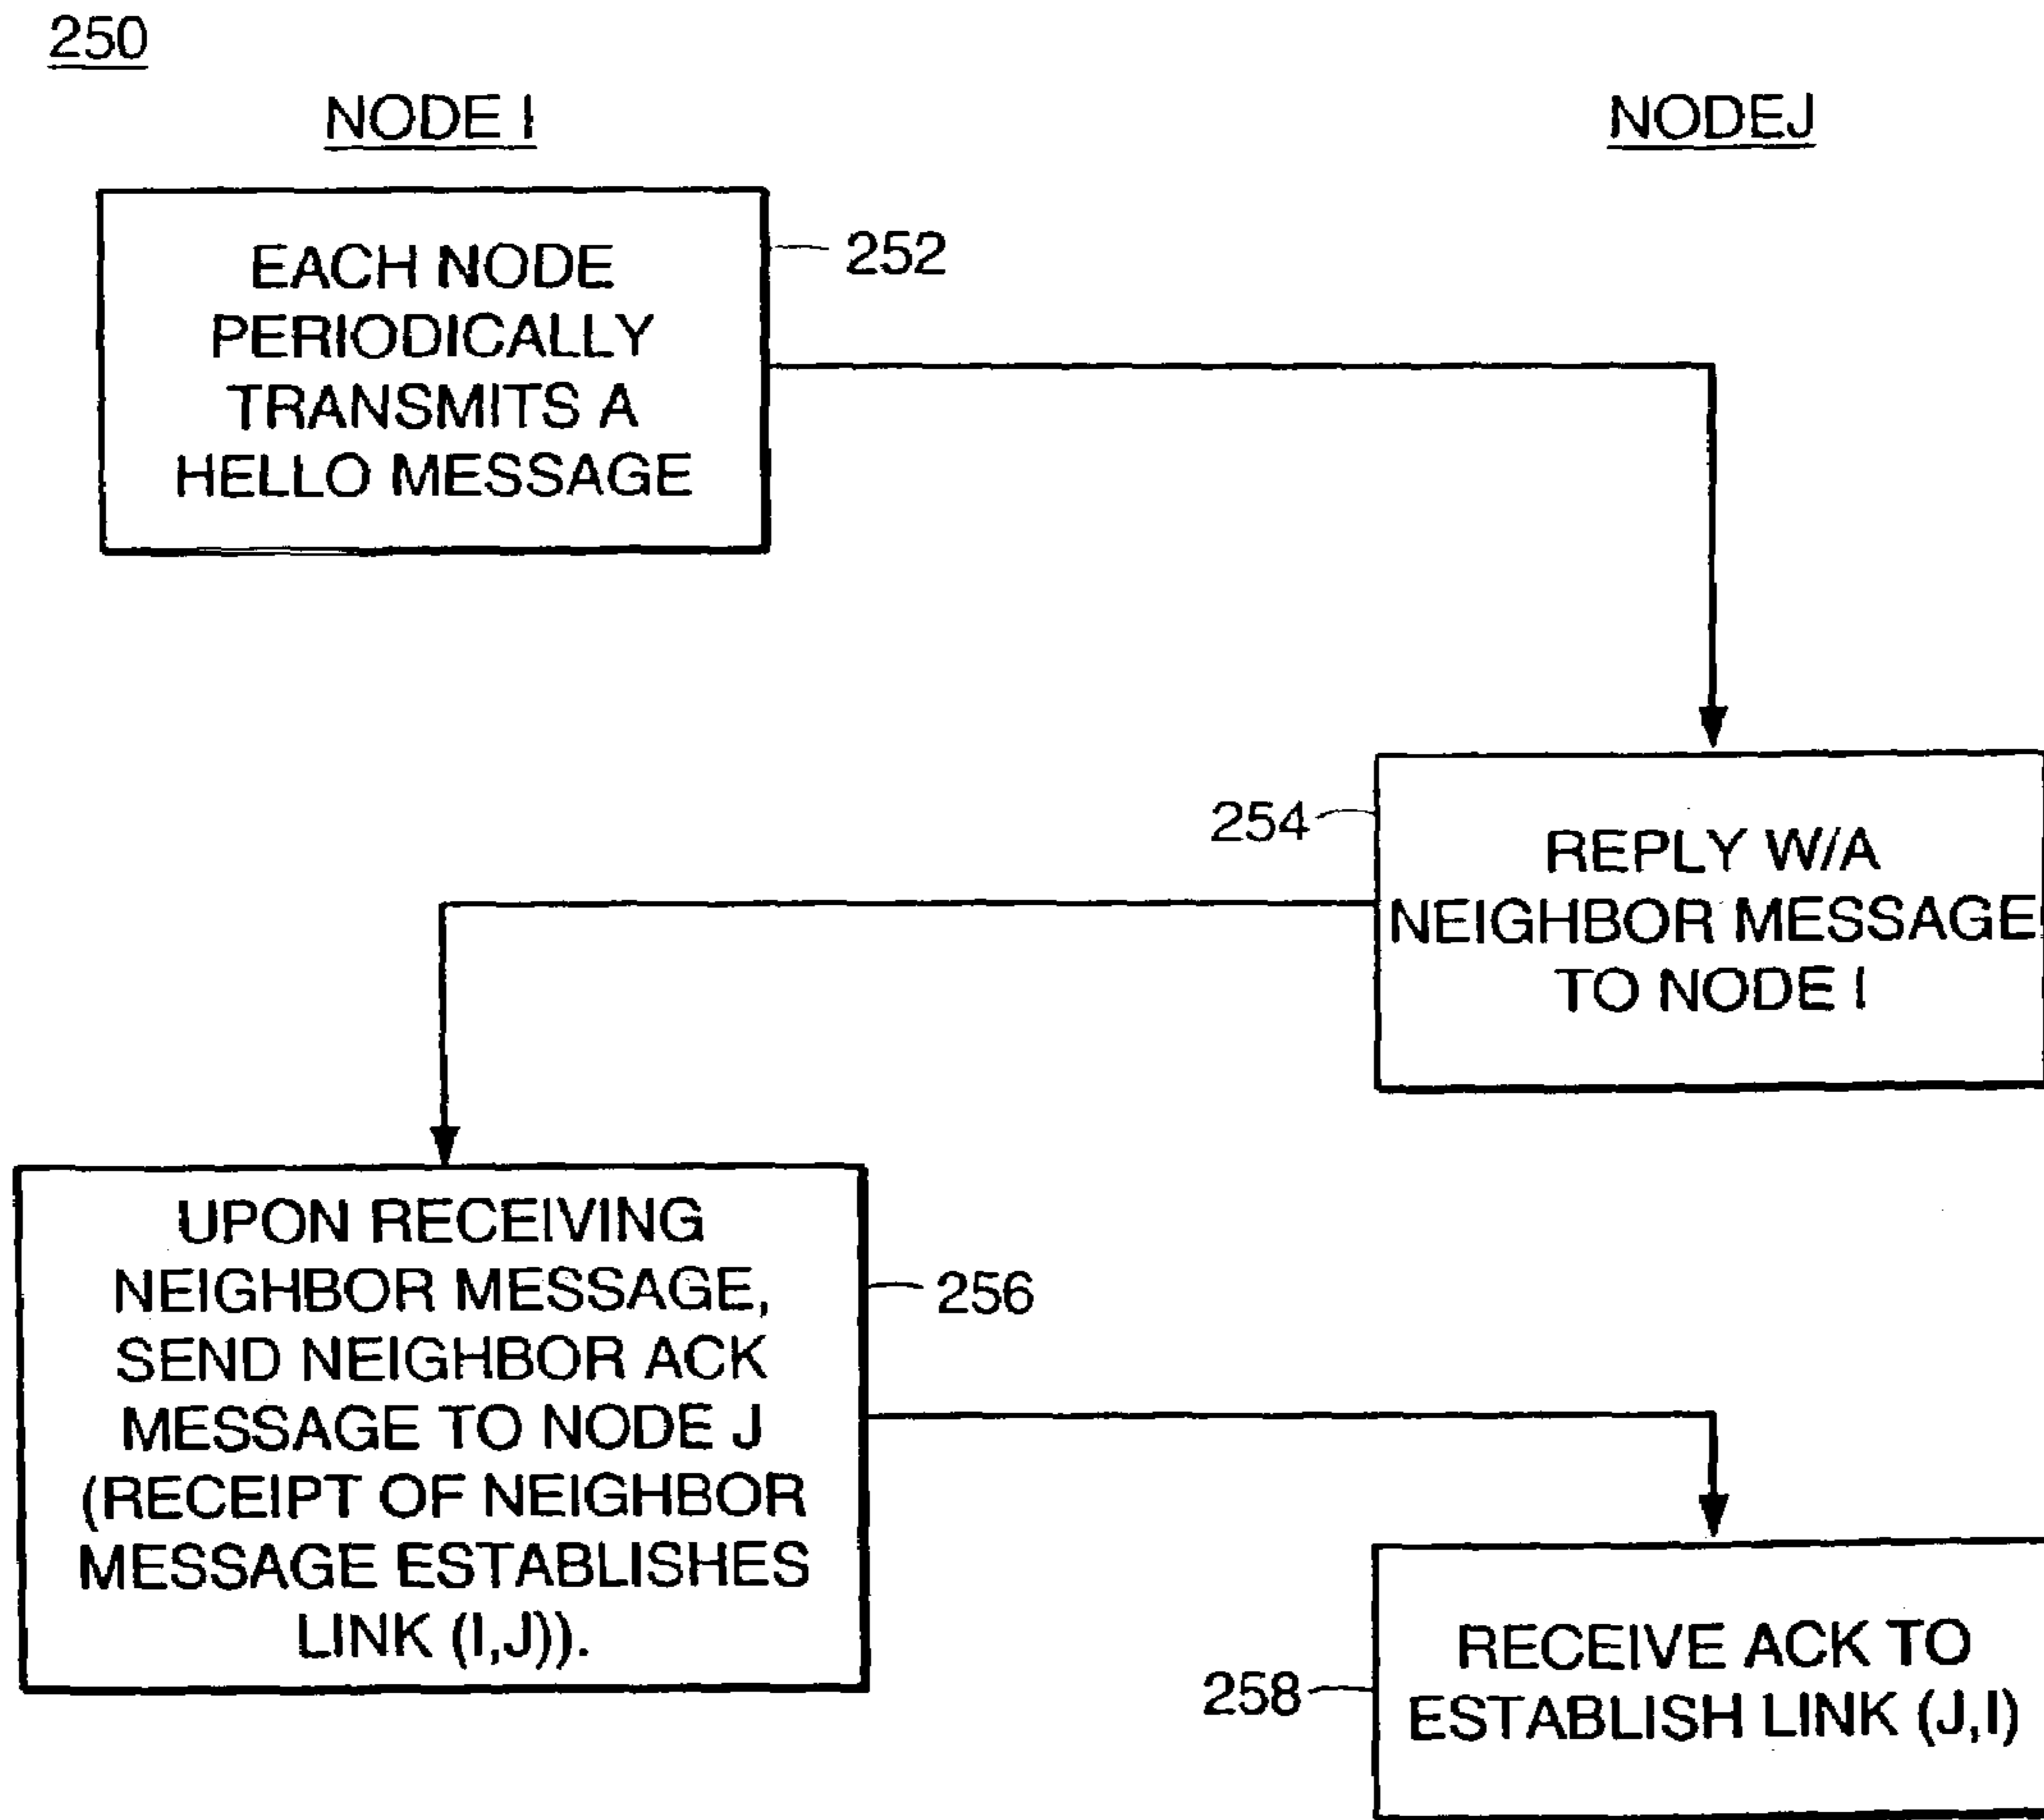 250
NODE I
NODEJ
EACH NODE
PERIODICALLY
TRANSMITS A
HELLO MESSAGE
252
254
REPLY W/A
NEIGHBOR MESSAGE
TO NODE I
UPON RECEIVING
NEIGHBOR MESSAGE,
SEND NEIGHBOR ACK
MESSAGE TO NODE J
(RECEIPT OF NEIGHBOR
MESSAGE ESTABLISHES
LINK (I,J)).
256
258
RECEIVE ACK TO
ESTABLISH LINK (J,I)